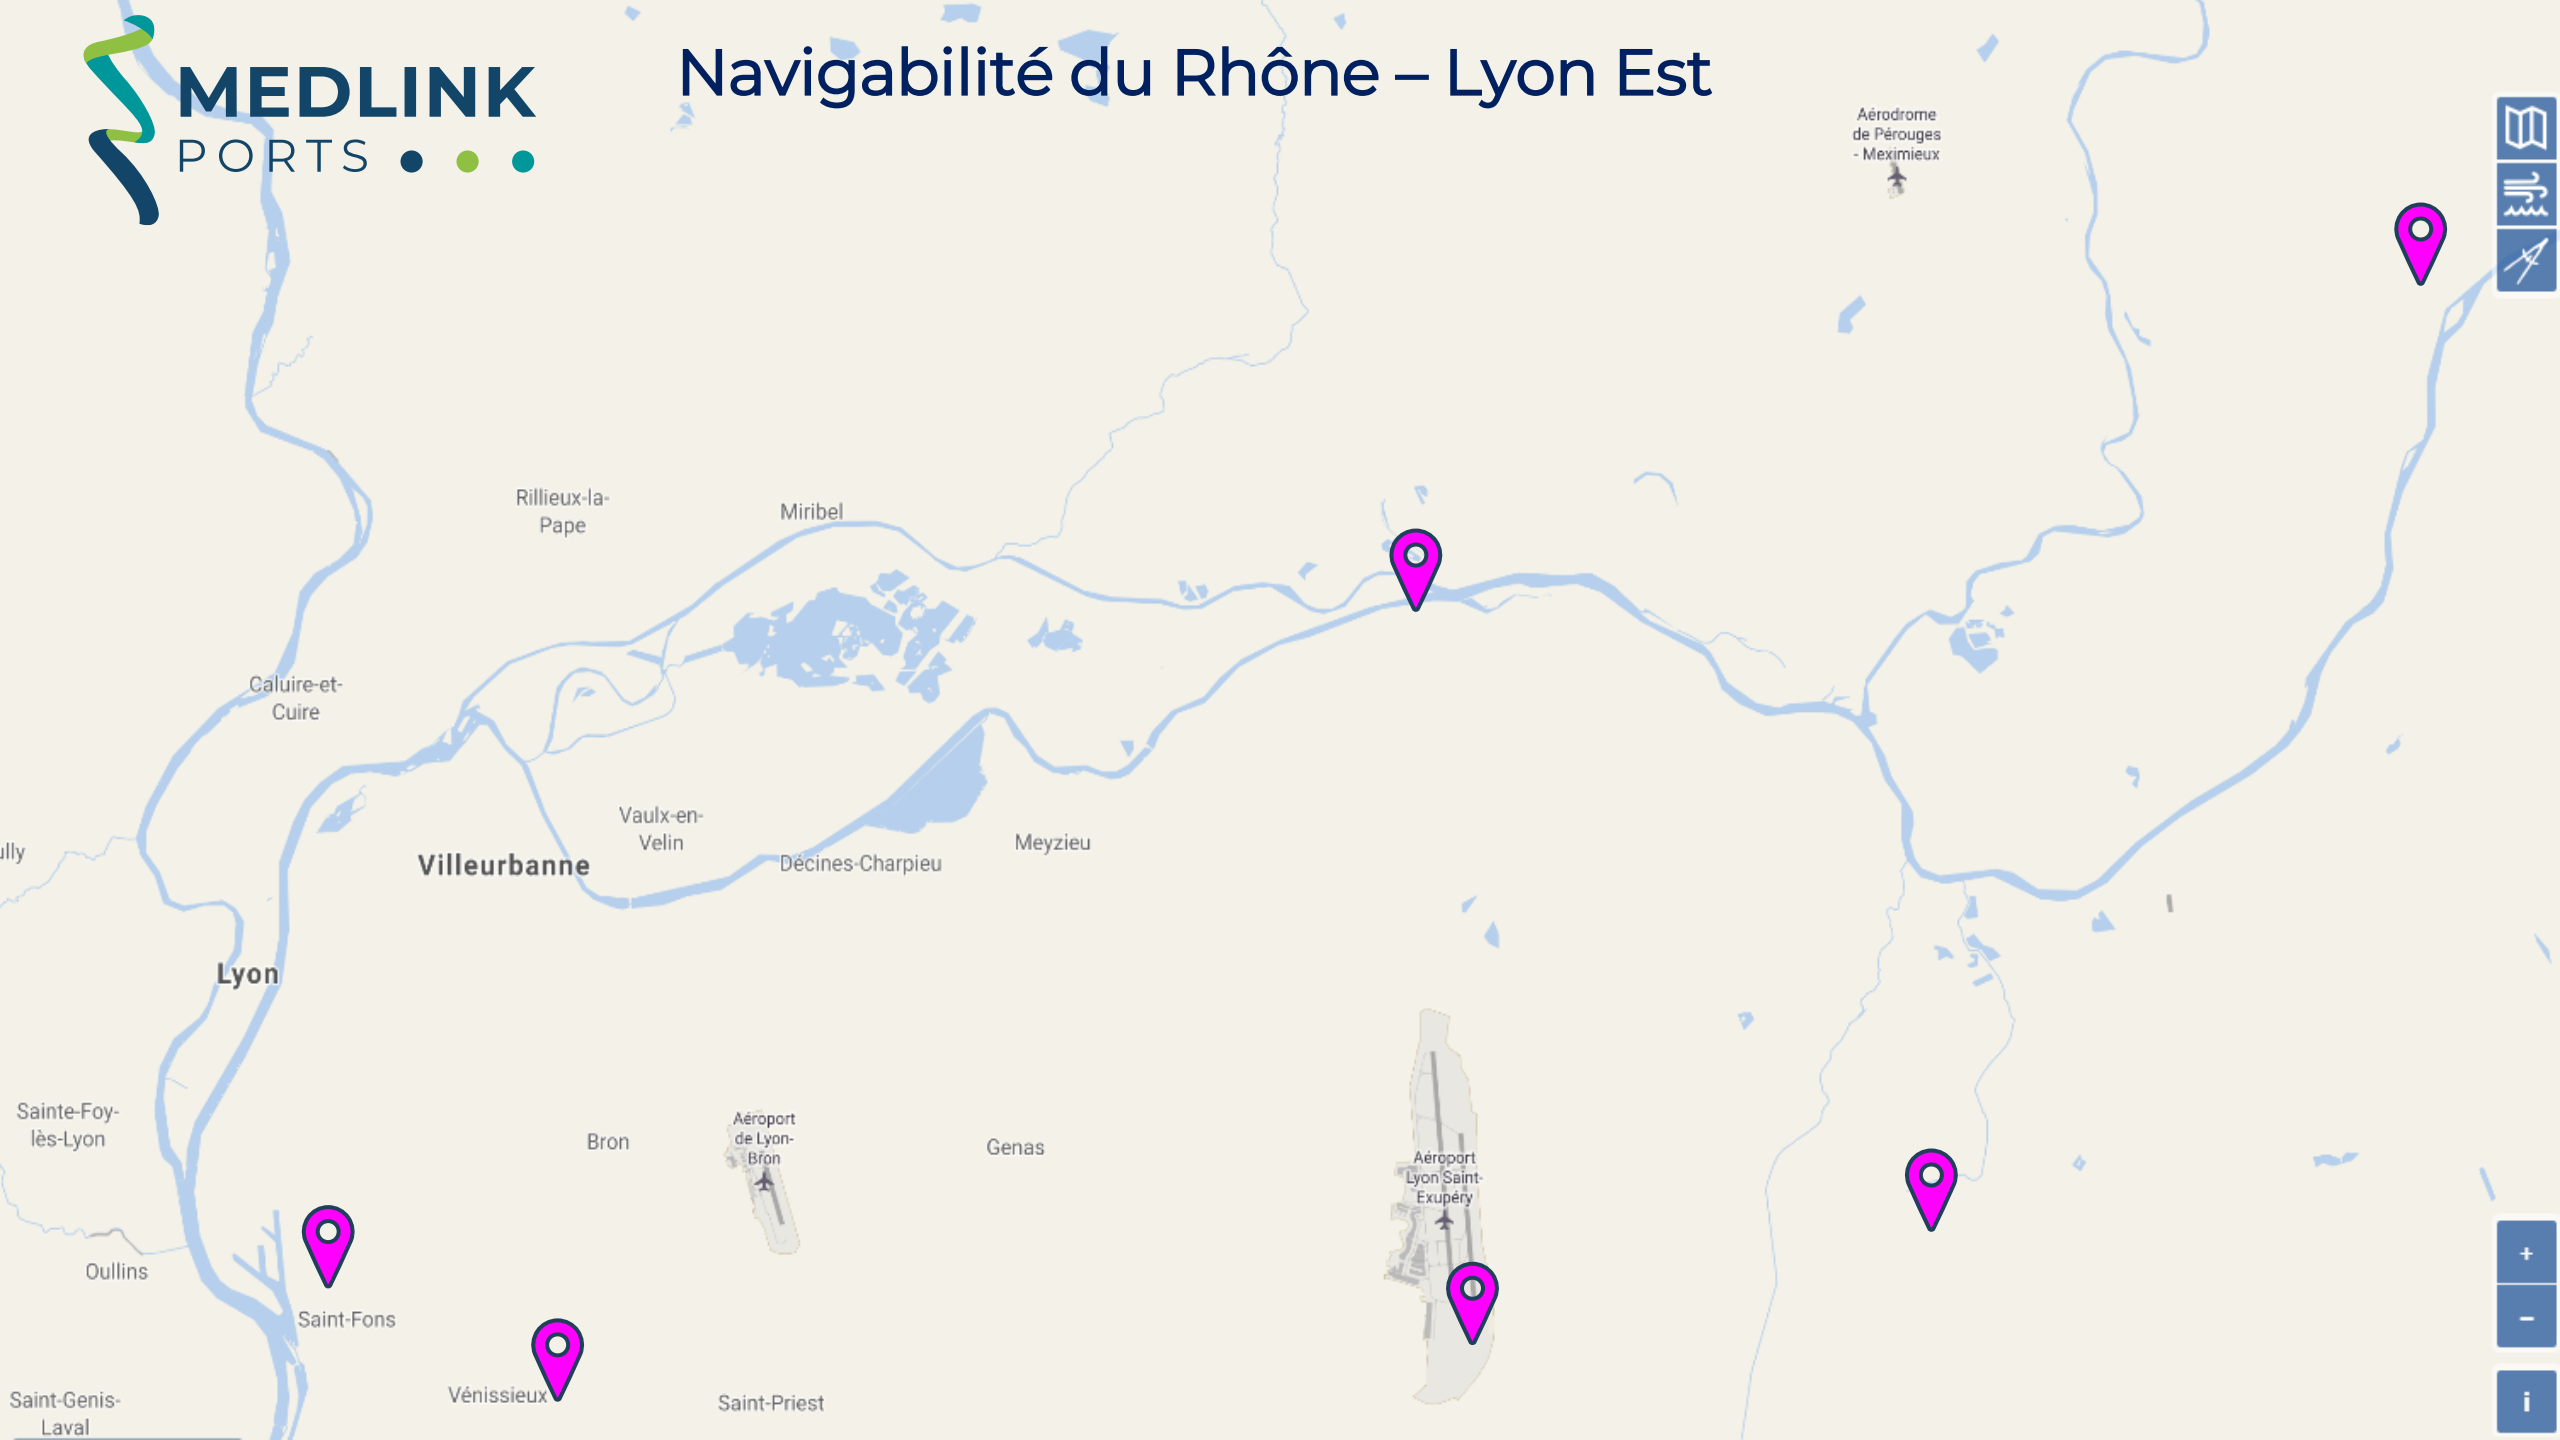 MEDLINK
PORTS
Navigabilité du Rhône – Lyon Est
Aérodrome
de Pérouges
- Meximieux
Rillieux-la-
Pape
Miribel
Caluire-et-
Cuire
Vaulx-en-
Velin
ully
Villeurbanne
Décines-Charpieu
Meyzieu
Lyon
Sainte-Foy-
lès-Lyon
Bron
Aéroport
de Lyon-
Bron
Genas
Aéroport
Lyon Saint-
Exupéry
Oullins
Saint-Fons
Vénissieux
Saint-Priest
Saint-Genis-
Laval
+
−
i